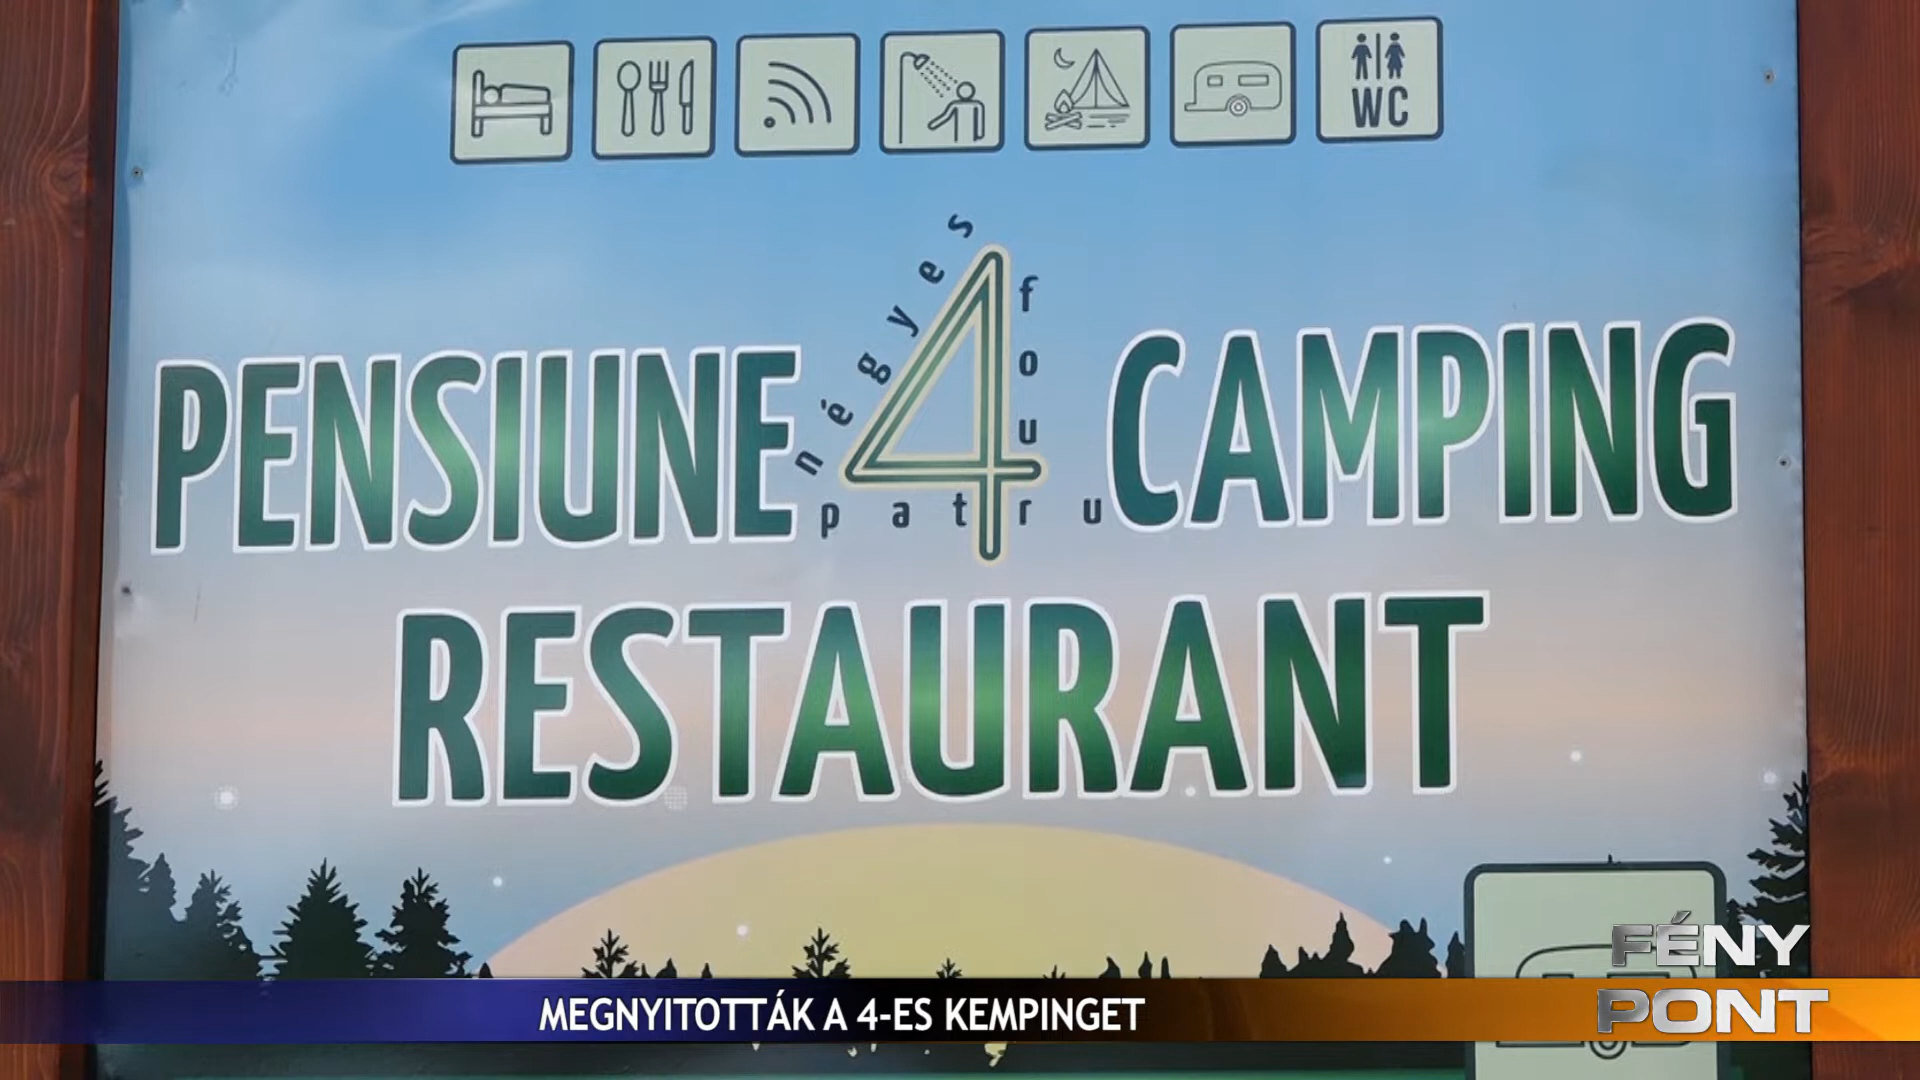 WC
négyes
four
PENSIUNE 4 CAMPING
patru
RESTAURANT
FÉNY
PONT
MEGNYITOTTÁK A 4-ES KEMPINGET